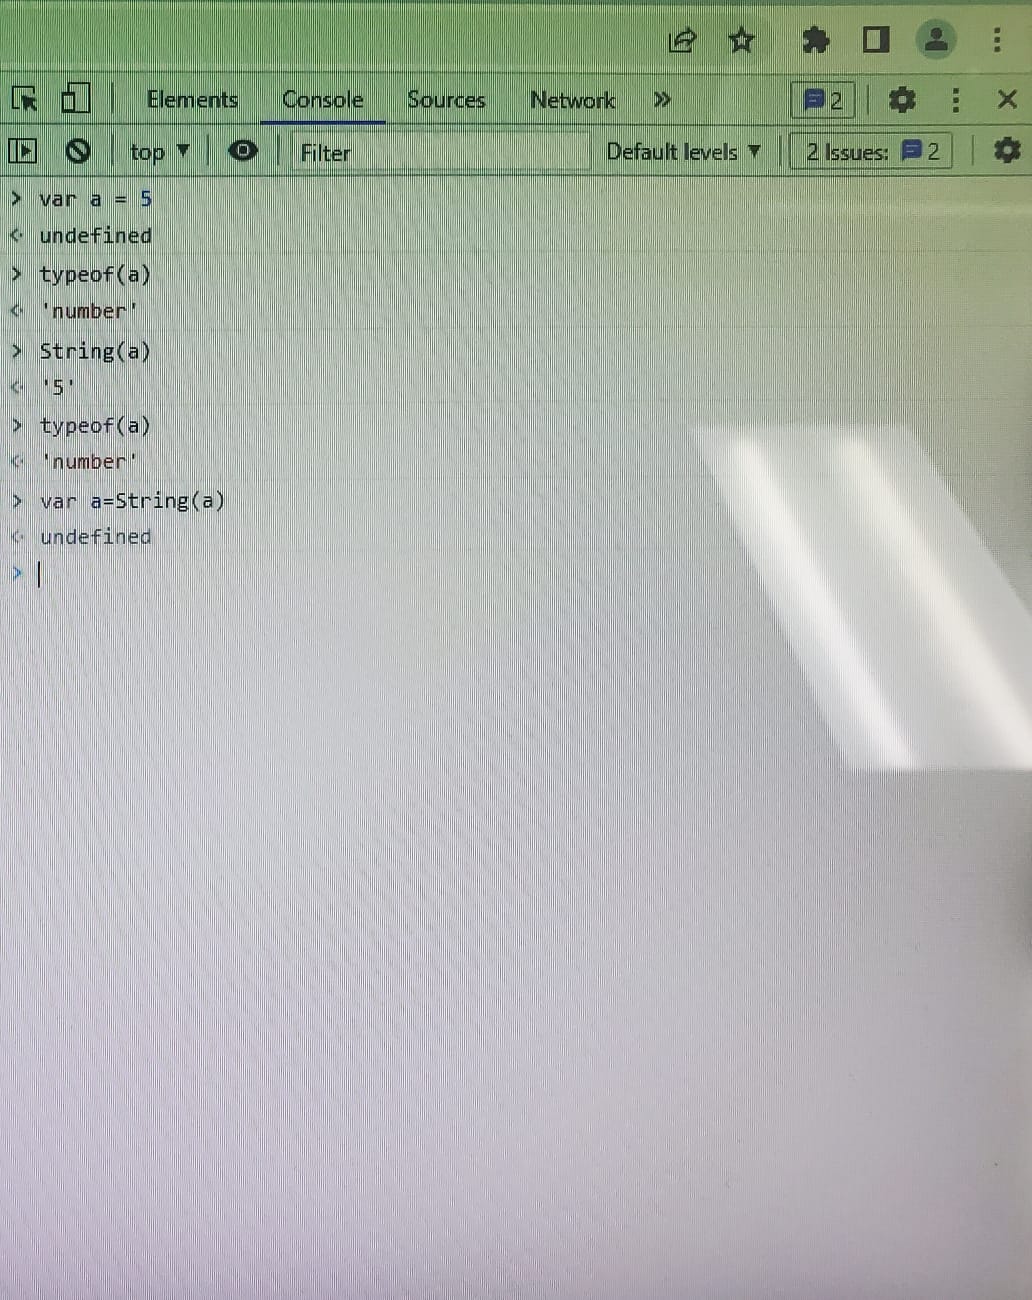 Elements Console Sources Network » 2
top ▼ Filter Default levels ▼ 2 Issues: 2
> var a = 5
<· undefined
> typeof(a)
<· 'number'
> String(a)
<· '5'
> typeof(a)
<· 'number'
> var a=String(a)
<· undefined
>